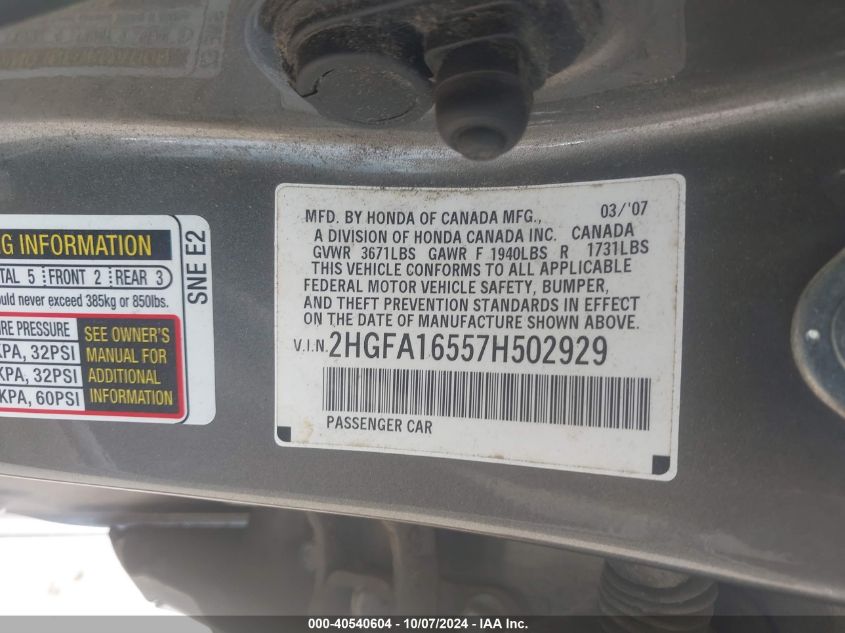 MFD. BY HONDA OF CANADA MFG., 03/'07
A DIVISION OF HONDA CANADA INC. CANADA
GVWR 3671LBS GAWR F 1940LBS R 1731LBS
THIS VEHICLE CONFORMS TO ALL APPLICABLE
FEDERAL MOTOR VEHICLE SAFETY, BUMPER,
AND THEFT PREVENTION STANDARDS IN EFFECT
ON THE DATE OF MANUFACTURE SHOWN ABOVE.
V.I.N. 2HGFA16557H502929
PASSENGER CAR
INFORMATION
5 FRONT 2 REAR 3
never exceed 385kg or 850lbs.
PRESSURE
KPA, 32PSI
KPA, 32PSI
KPA, 60PSI
SEE OWNER'S
MANUAL FOR
ADDITIONAL
INFORMATION
SNE E2
000-40540604 - 10/07/2024 - IAA Inc.